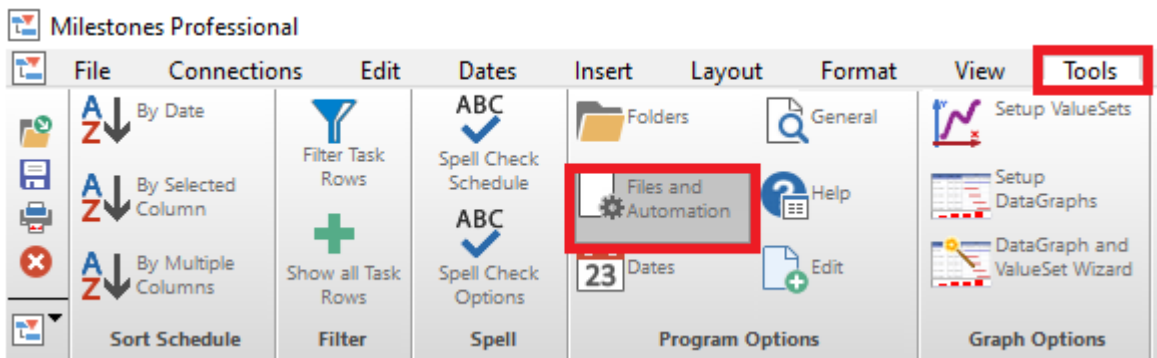 Milestones Professional
File Connections Edit Dates Insert Layout Format View Tools
A
Z
By Date
A
Z
By Selected
Column
A
Z
By Multiple
Columns
Sort Schedule
Filter Task
Rows
Show all Task
Rows
Filter
ABC
Spell Check
Schedule
ABC
Spell Check
Options
Spell
Folders
Files and
Automation
23
Dates
General
?
Help
Edit
Program Options
Y
X
Setup ValueSets
Setup
DataGraphs
DataGraph and
ValueSet Wizard
Graph Options